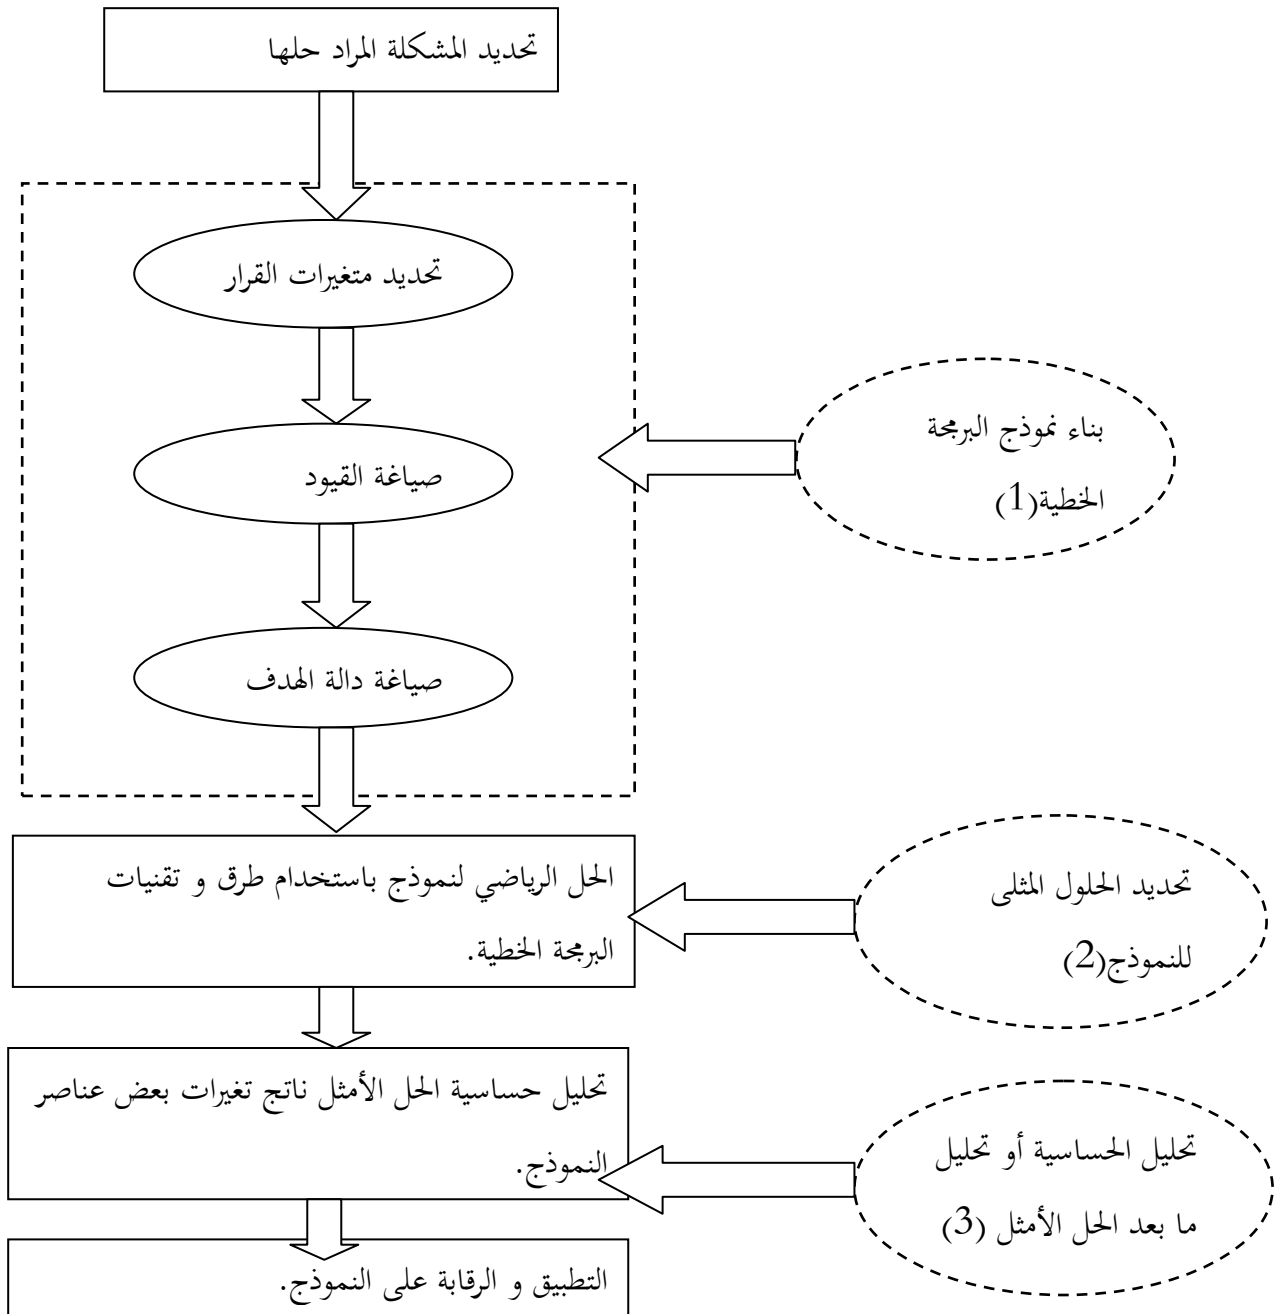 تحديد المشكلة المراد حلها
تحديد متغيرات القرار
صياغة القيود
بناء نموذج البرمجة
الخطية(1)
صياغة دالة الهدف
الحل الرياضي لنموذج باستخدام طرق و تقنيات
البرمجة الخطية.
تحديد الحلول المثلى
للنموذج(2)
تحليل حساسية الحل الأمثل ناتج تغيرات بعض عناصر
النموذج.
تحليل الحساسية أو تحليل
ما بعد الحل الأمثل (3)
التطبيق و الرقابة على النموذج.